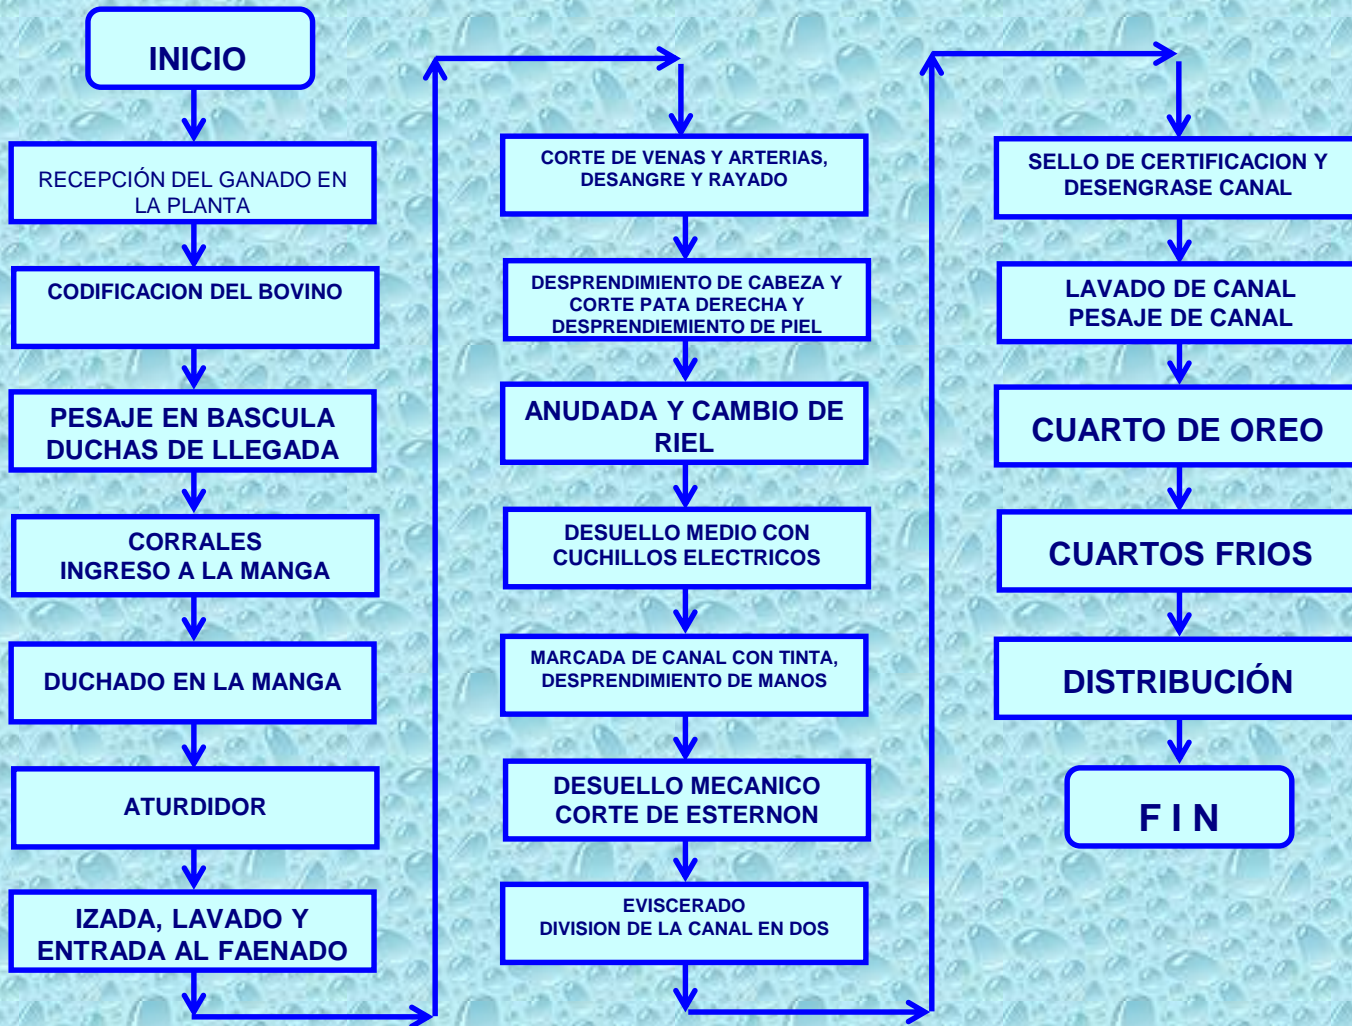 INICIO
RECEPCIÓN DEL GANADO EN
LA PLANTA
CODIFICACION DEL BOVINO
PESAJE EN BASCULA
DUCHAS DE LLEGADA
CORRALES
INGRESO A LA MANGA
DUCHADO EN LA MANGA
ATURDIDOR
IZADA, LAVADO Y
ENTRADA AL FAENADO
CORTE DE VENAS Y ARTERIAS,
DESANGRE Y RAYADO
DESPRENDIMIENTO DE CABEZA Y
CORTE PATA DERECHA Y
DESPRENDIEMIENTO DE PIEL
ANUDADA Y CAMBIO DE
RIEL
DESUELLO MEDIO CON
CUCHILLOS ELECTRICOS
MARCADA DE CANAL CON TINTA,
DESPRENDIMIENTO DE MANOS
DESUELLO MECANICO
CORTE DE ESTERNON
EVISCERADO
DIVISION DE LA CANAL EN DOS
SELLO DE CERTIFICACION Y
DESENGRASE CANAL
LAVADO DE CANAL
PESAJE DE CANAL
CUARTO DE OREO
CUARTOS FRIOS
DISTRIBUCIÓN
F I N